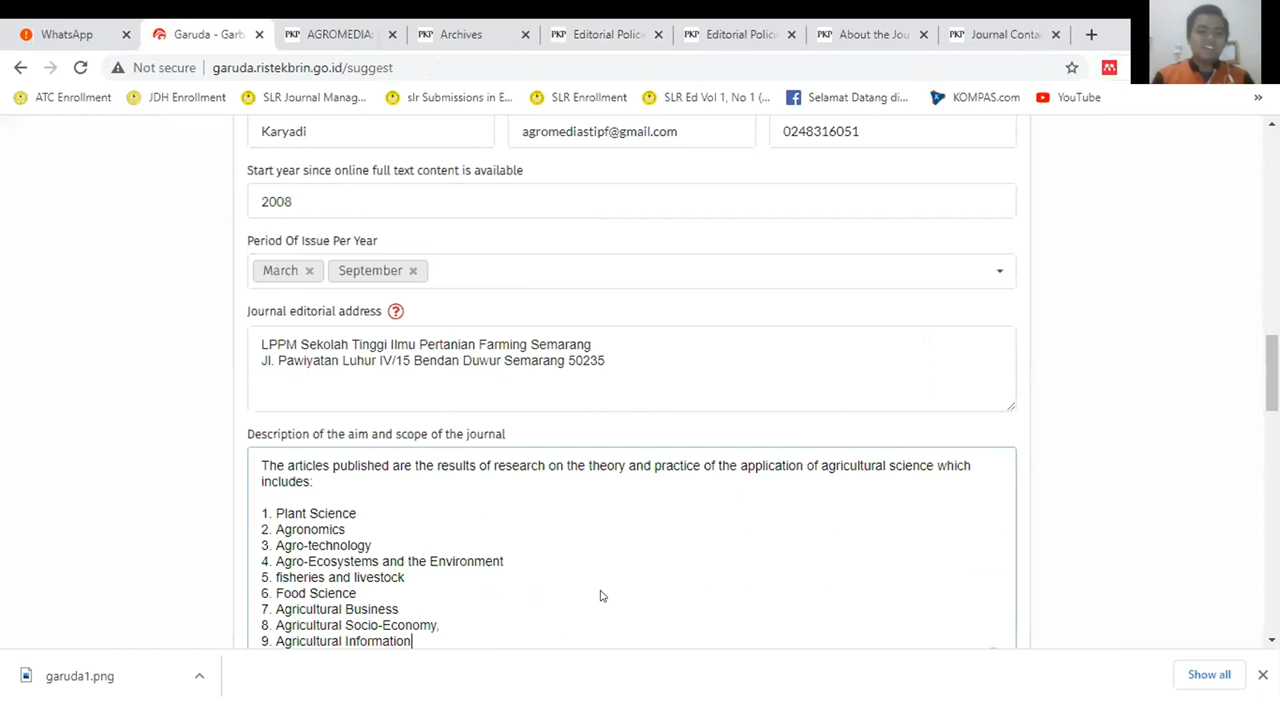 WhatsApp
Garuda - Garb
AGROMEDIA:
Archives
Editorial Polici
Editorial Polici
About the Jou
Journal Conta
Not secure
garuda.ristekbrin.go.id/suggest
ATC Enrollment
JDH Enrollment
SLR Journal Manag...
slr Submissions in E...
SLR Enrollment
SLR Ed Vol 1, No 1 (...
Selamat Datang di...
KOMPAS.com
YouTube
Karyadi
agromediastipf@gmail.com
0248316051
Start year since online full text content is available
2008
Period Of Issue Per Year
March
September
Journal editorial address
LPPM Sekolah Tinggi Ilmu Pertanian Farming Semarang
Jl. Pawiyatan Luhur IV/15 Bendan Duwur Semarang 50235
Description of the aim and scope of the journal
The articles published are the results of research on the theory and practice of the application of agricultural science which
includes:
1. Plant Science
2. Agronomics
3. Agro-technology
4. Agro-Ecosystems and the Environment
5. fisheries and livestock
6. Food Science
7. Agricultural Business
8. Agricultural Socio-Economy,
9. Agricultural Information
garuda1.png
Show all